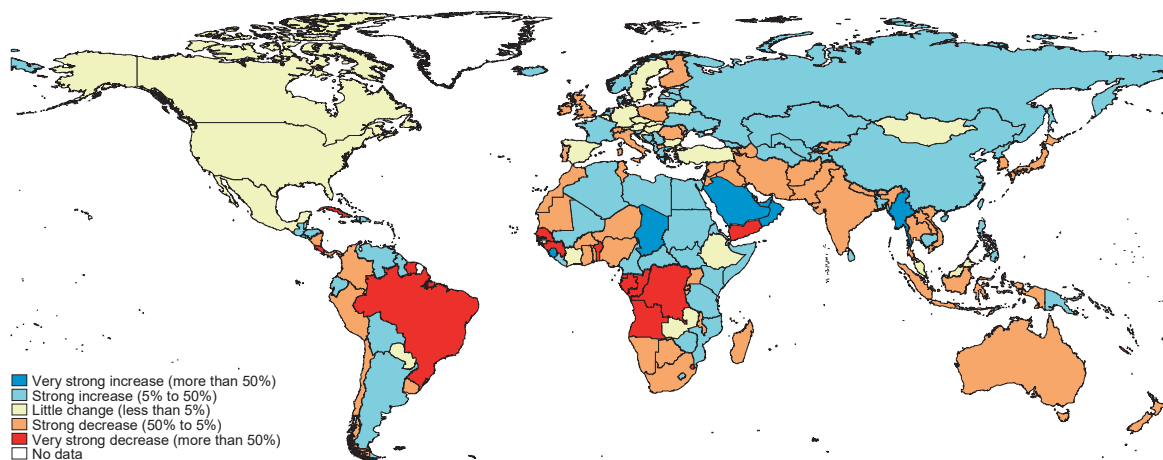 Very strong increase (more than 50%)
Strong increase (5% to 50%)
Little change (less than 5%)
Strong decrease (50% to 5%)
Very strong decrease (more than 50%)
No data